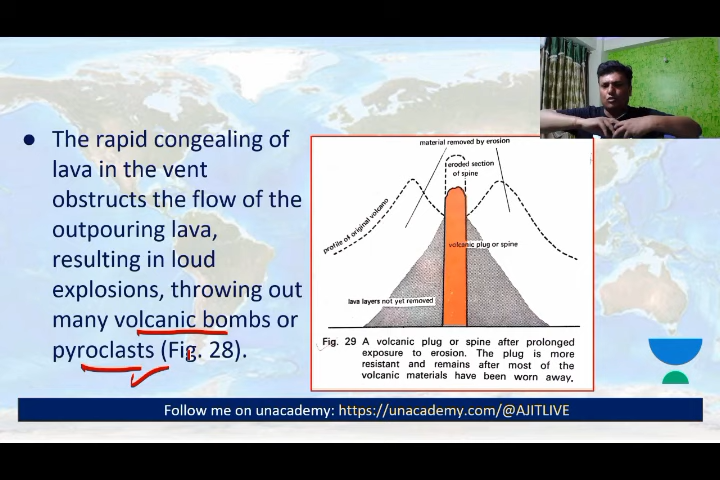 ● The rapid congealing of
lava in the vent
obstructs the flow of the
outpouring lava,
resulting in loud
explosions, throwing out
many volcanic bombs or
pyroclasts (Fig. 28).
material removed by erosion
eroded section
of spine
profile of original volcano
volcanic plug or spine
lava layers not yet removed
Fig. 29 A volcanic plug or spine after prolonged
exposure to erosion. The plug is more
resistant and remains after most of the
volcanic materials have been worn away.
Follow me on unacademy: https://unacademy.com/@AJITLIVE